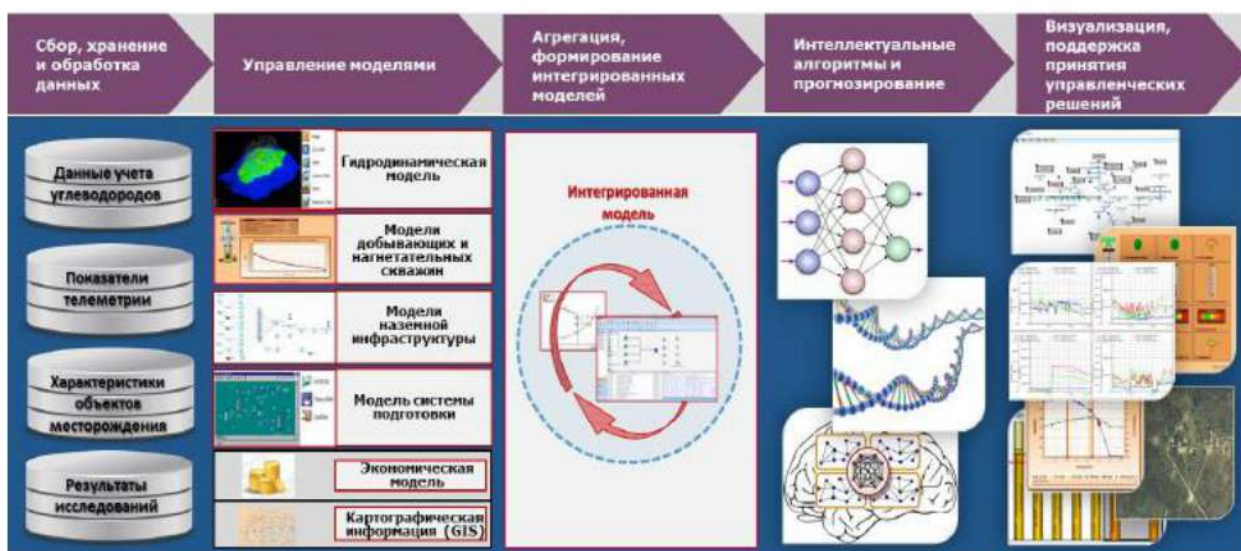 Сбор, хранение
и обработка
данных
Управление моделями
Агрегация,
формирование
интегрированных
моделей
Интеллектуальные
алгоритмы и
прогнозирование
Визуализация,
поддержка
принятия
управленческих
решений
Данные учета
углеводородов
Показатели
телеметрии
Характеристики
объектов
месторождения
Результаты
исследований
Гидродинамическая
модель
Модели
добывающих и
нагнетательных
скважин
Модели
наземной
инфраструктуры
Модель системы
подготовки
Экономическая
модель
Картографическая
информация (GIS)
Интегрированная
модель